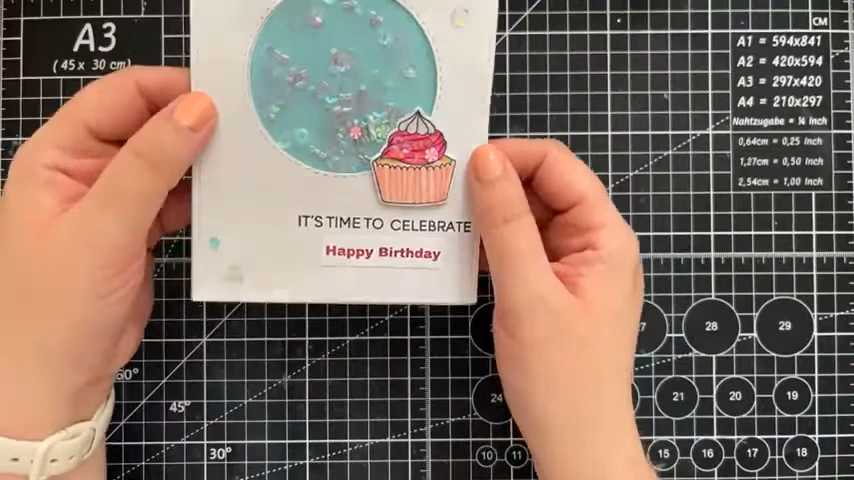 A3
(45 x 30 cm)
CM
A1 = 594x841
A2 = 420x594
A3 = 297x420
A4 = 210x297
Nahtzugabe = ¼ inch
0,64cm = 0,25 Inch
1,27cm = 0,50 Inch
2,54cm = 1,00 Inch
IT'S TIME TO CELEBRATE
Happy Birthday
60°
45°
30°
27
28
29
24
21
20
19
10
11
15
16
17
18